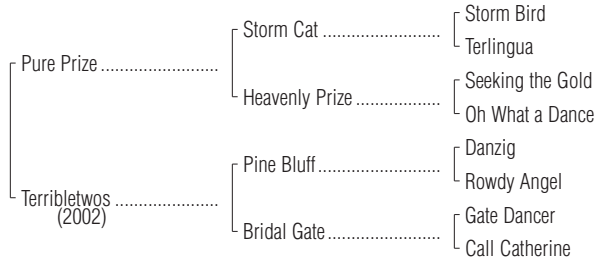 Storm Bird
Storm Cat ..............................
Terlingua
Pure Prize ..............................
Seeking the Gold
Heavenly Prize ......................
Oh What a Dance
Danzig
Pine Bluff ...............................
Rowdy Angel
Terribletwos ..........................
(2002)
Gate Dancer
Bridal Gate .............................
Call Catherine